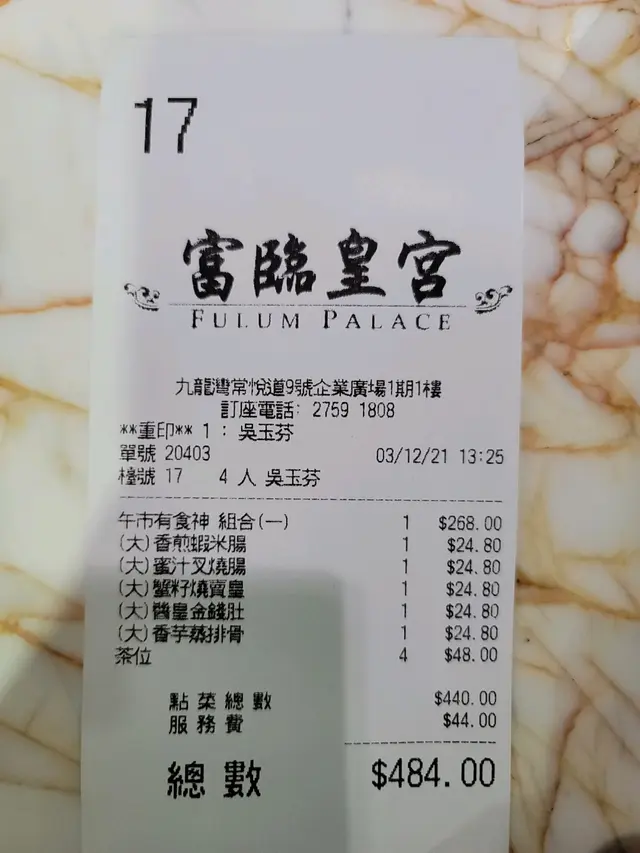 17
富臨皇宮
FULUM PALACE
九龍灣常悅道9號企業廣場1期1樓
訂座電話: 2759 1808
**重印** 1 : 吳玉芬
單號 20403 03/12/21 13:25
檯號 17 4 人 吳玉芬
午市有食神 組合(一) 1 $268.00
(大)香煎蝦米腸 1 $24.80
(大)蜜汁叉燒腸 1 $24.80
(大)蟹籽燒賣皇 1 $24.80
(大)醬皇金錢肚 1 $24.80
(大)香芋蒸排骨 1 $24.80
茶位 4 $48.00
點菜總數 $440.00
服務費 $44.00
總數 $484.00